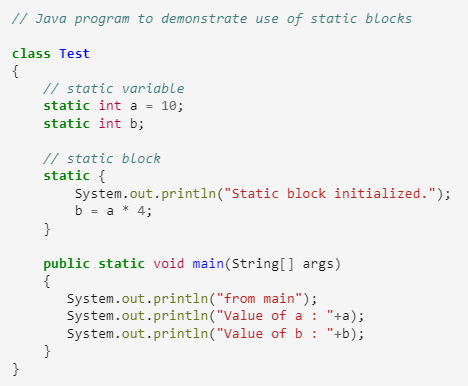 // Java program to demonstrate use of static blocks
class Test
{
// static variable
static int a = 10;
static int b;
// static block
static {
System.out.println("Static block initialized.");
b = a * 4;
}
public static void main(String[] args)
{
System.out.println("from main");
System.out.println("Value of a : "+a);
System.out.println("Value of b : "+b);
}
}